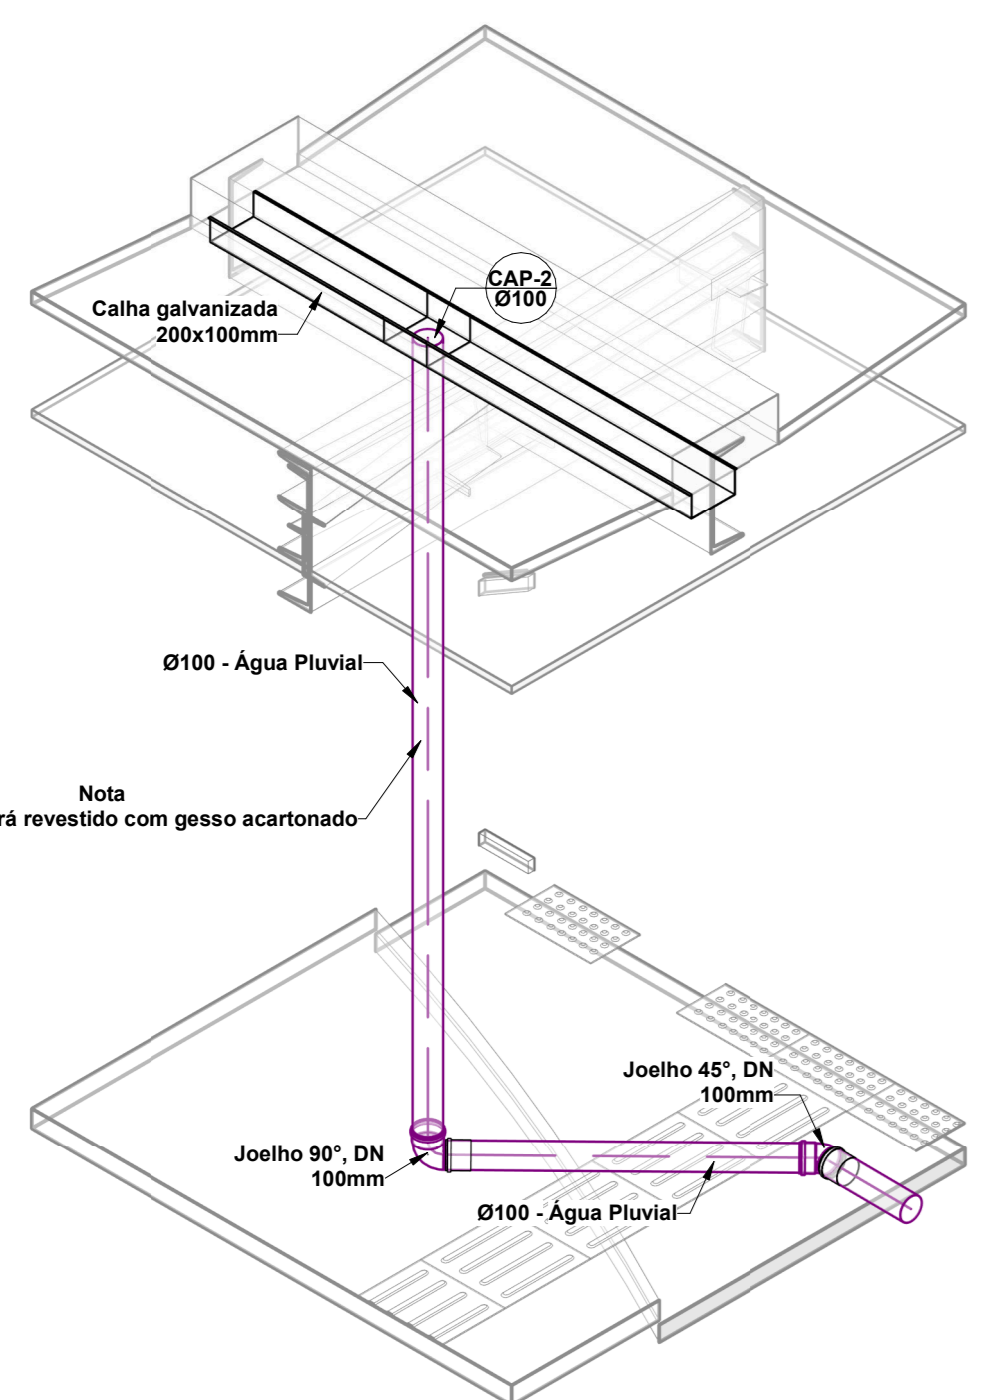 CAP-2
Ø100
Calha galvanizada
200x100mm
Ø100 - Água Pluvial
Nota
revestido com gesso acartonado
Joelho 45°, DN
100mm
Joelho 90°, DN
100mm
Ø100 - Água Pluvial